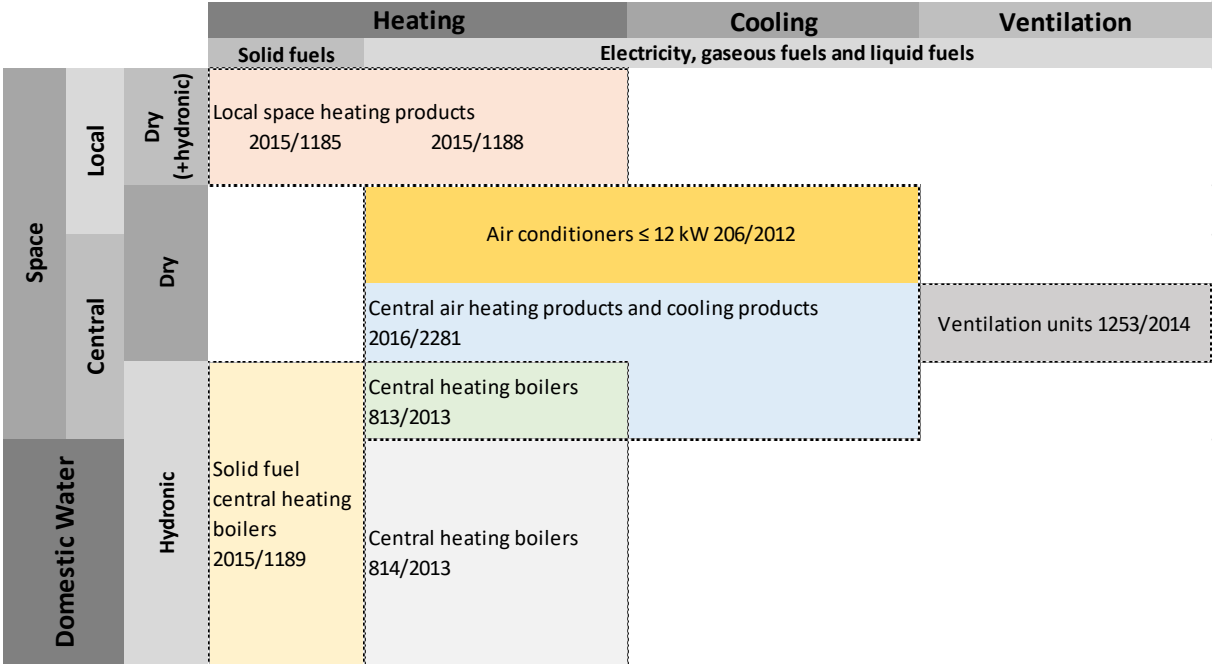 Heating
Cooling
Ventilation
Solid fuels
Electricity, gaseous fuels and liquid fuels
Space
Local
Dry
(+hydronic)
Local space heating products
2015/1185
2015/1188
Dry
Air conditioners ≤ 12 kW 206/2012
Central
Central air heating products and cooling products
2016/2281
Ventilation units 1253/2014
Hydronic
Central heating boilers
813/2013
Domestic Water
Solid fuel
central heating
boilers
2015/1189
Central heating boilers
814/2013